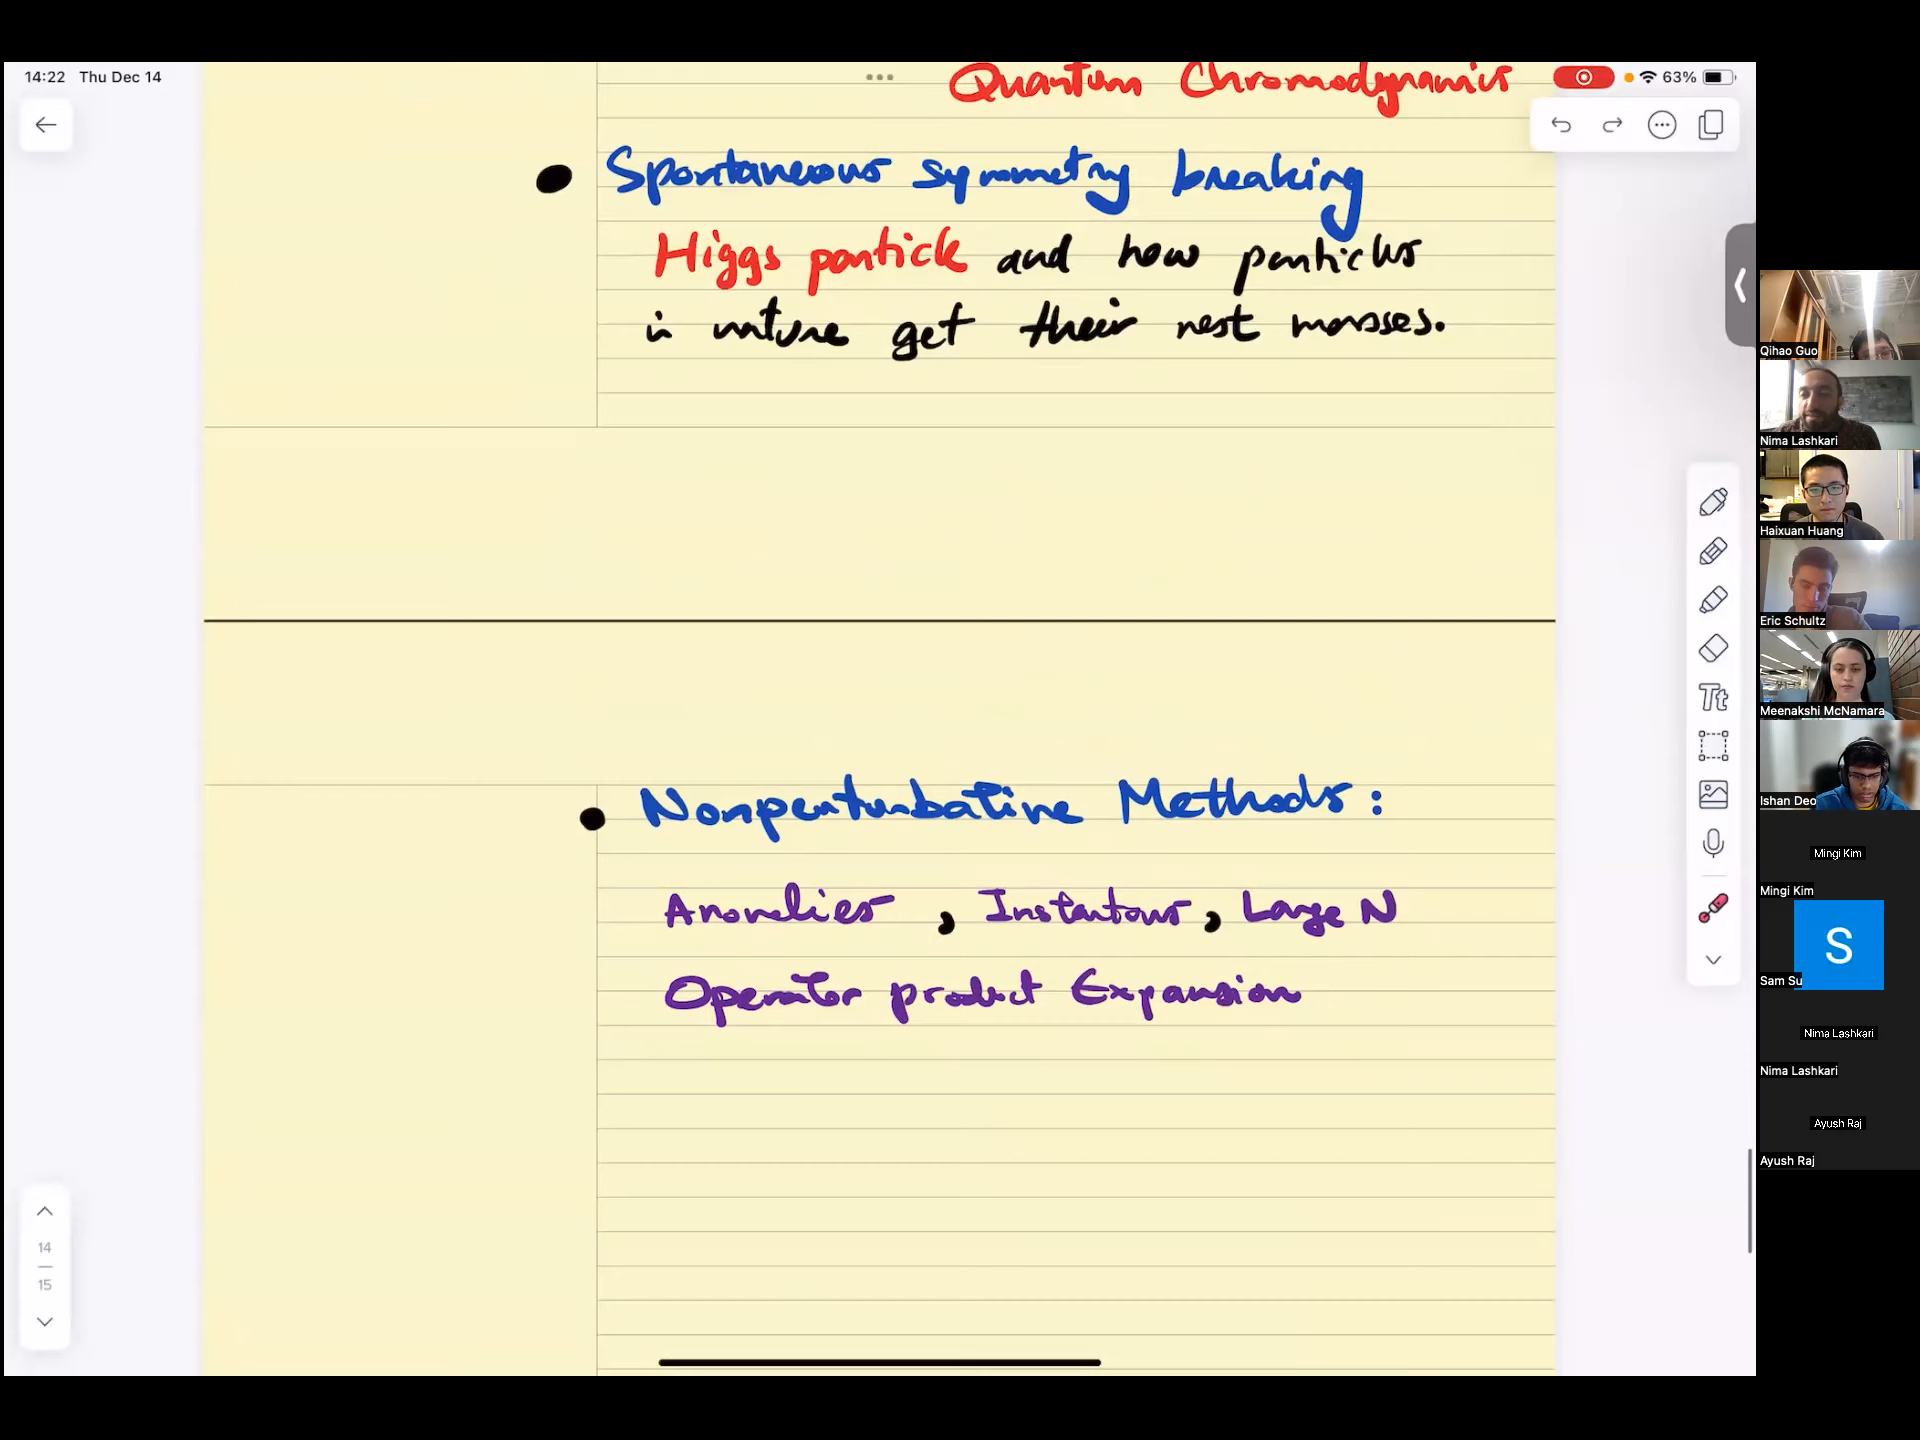 14:22 Thu Dec 14
63%
Quantum Chromodynamics
Spontaneous symmetry breaking
Higgs particle and how particles
in nature get their rest masses.
Nonperturbative Methods:
Anomalies, Instantons, Large N
Operator product Expansion
Tt
14
15
Qihao Guo
Nima Lashkari
Haixuan Huang
Eric Schultz
Meenakshi McNamara
Ishan Deo
Mingi Kim
Mingi Kim
S
Sam Su
Nima Lashkari
Nima Lashkari
Ayush Raj
Ayush Raj